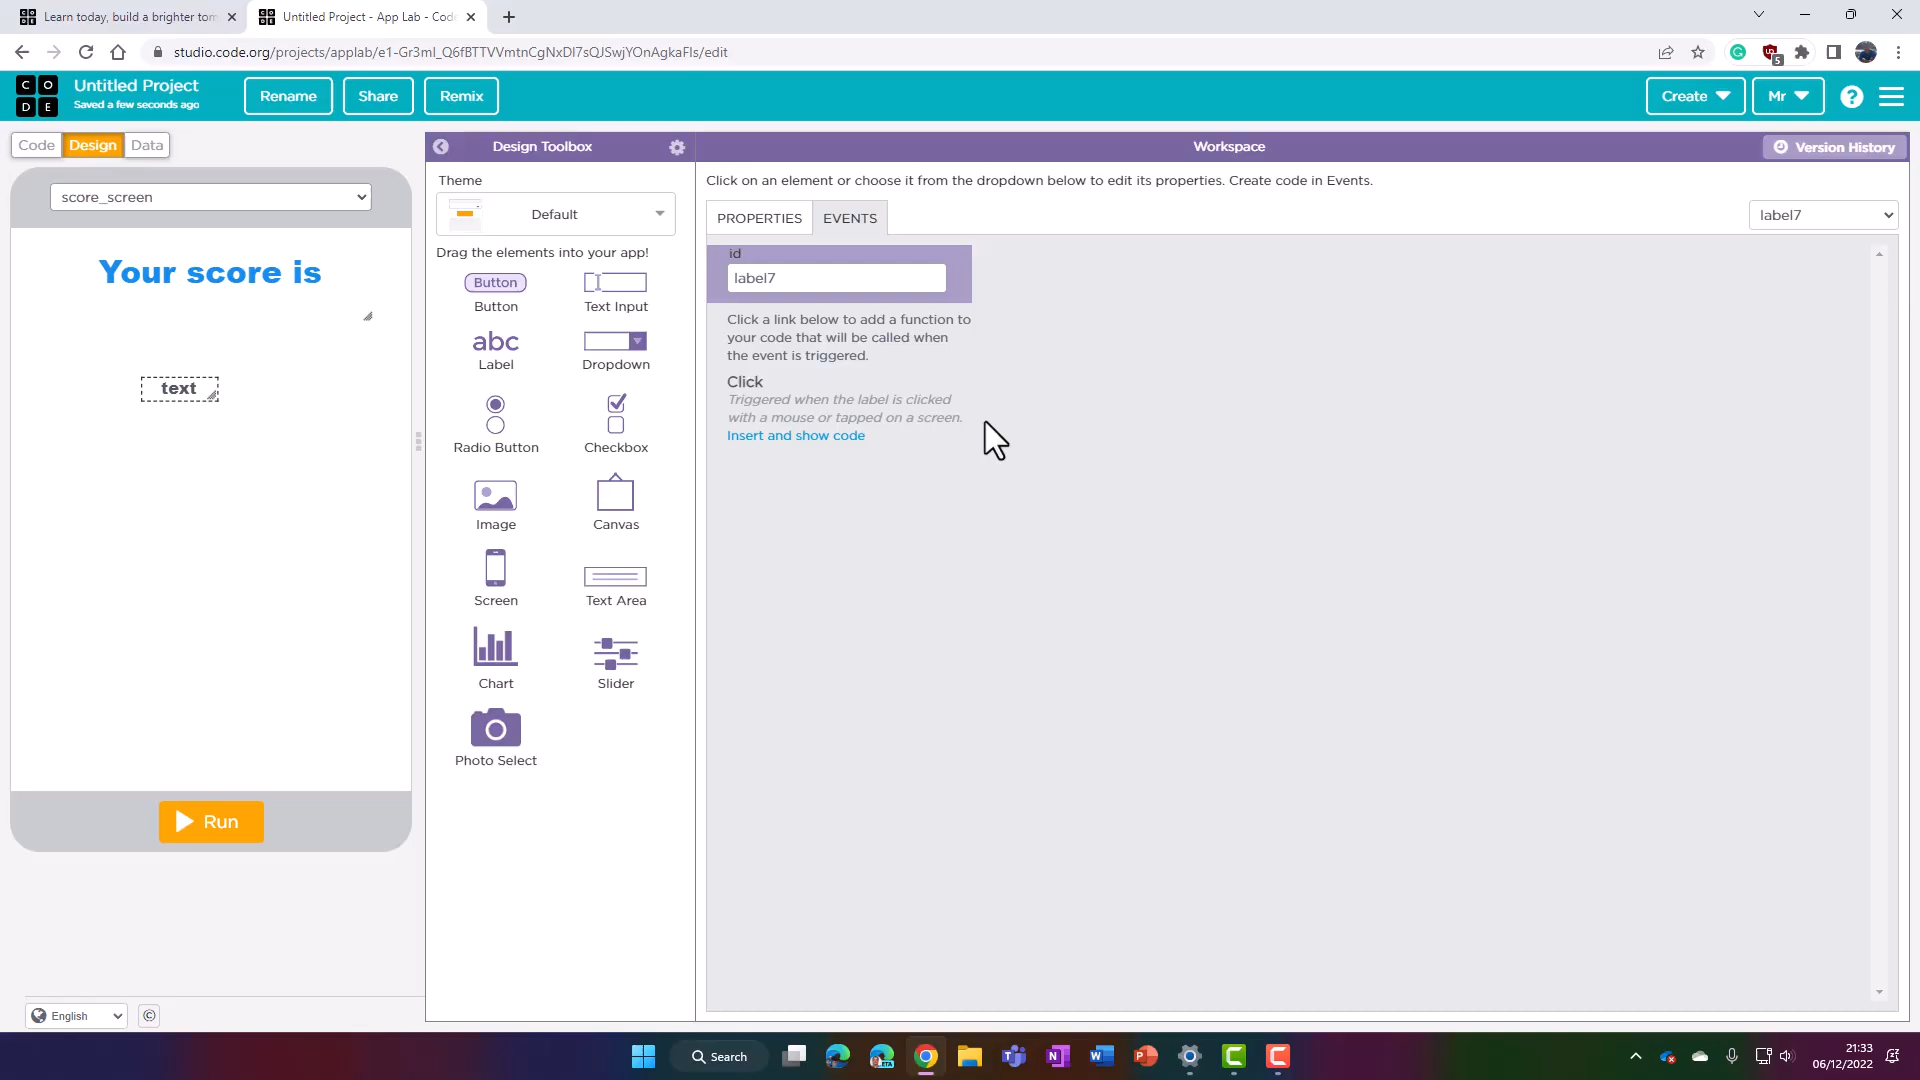 Learn today, build a brighter tom
Untitled Project - App Lab - Code
studio.code.org/projects/applab/e1-Gr3ml_Q6fBTTVVmtnCgNxDl7sQJSwjYOnAgkaFIs/edit
5
C O
D E
Untitled Project
Saved a few seconds ago
Rename
Share
Remix
Create
Mr
?
Code
Design
Data
Design Toolbox
Workspace
Version History
score_screen
Theme
Default
Click on an element or choose it from the dropdown below to edit its properties. Create code in Events.
PROPERTIES
EVENTS
label7
Drag the elements into your app!
id
label7
Your score is
Button
Button
Text Input
Click a link below to add a function to
your code that will be called when
the event is triggered.
abc
Label
Dropdown
text
Click
Triggered when the label is clicked
with a mouse or tapped on a screen.
Insert and show code
Radio Button
Checkbox
Image
Canvas
Screen
Text Area
Chart
Slider
Photo Select
Run
English
©
Search
21:33
06/12/2022